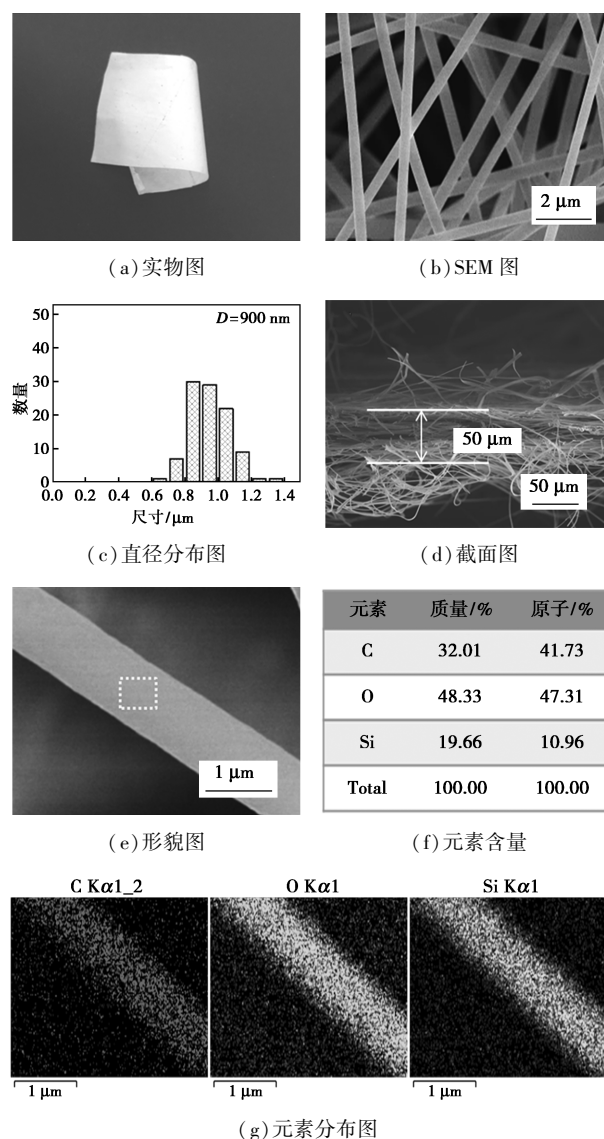 (a)实物图
2 μm
(b)SEM 图
50
40
30
20
10
0
数量
D=900 nm
0.0 0.2 0.4 0.6 0.8 1.0 1.2 1.4
尺寸/μm
(c)直径分布图
50 μm
50 μm
(d)截面图
1 μm
(e)形貌图
元素 质量/% 原子/%
C 32.01 41.73
O 48.33 47.31
Si 19.66 10.96
Total 100.00 100.00
(f)元素含量
C Kα1_2 O Kα1 Si Kα1
1 μm 1 μm 1 μm
(g)元素分布图